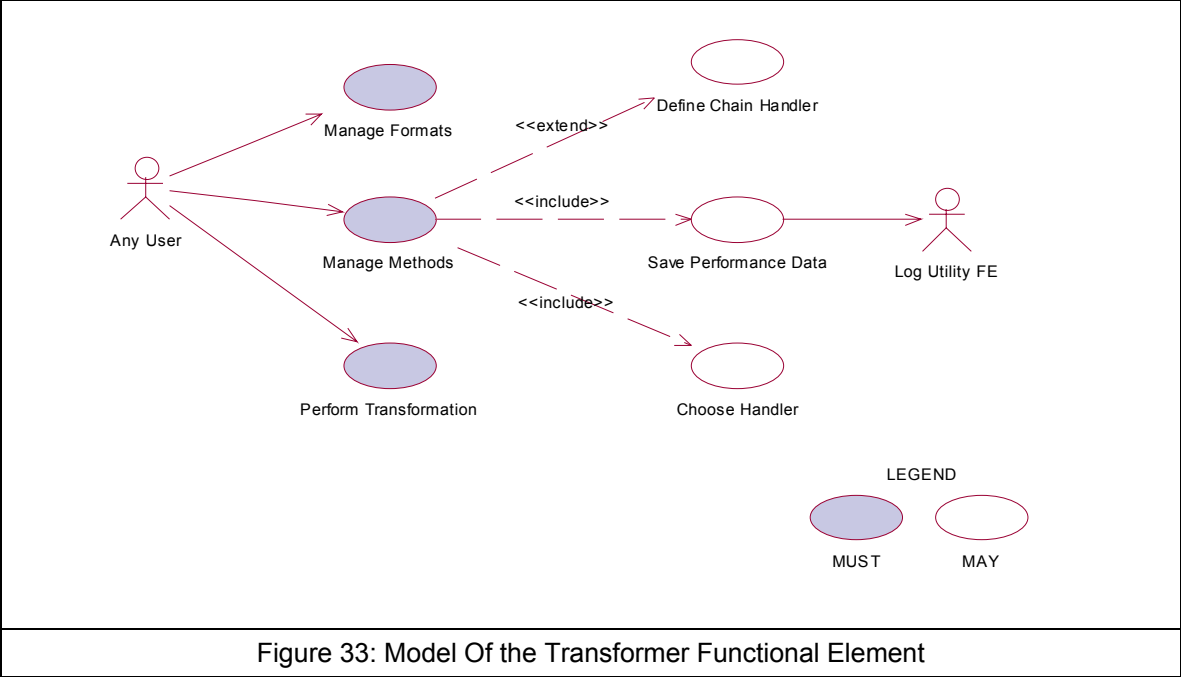 Define Chain Handler
Manage Formats
<<extend>>
<<include>>
Any User
Manage Methods
Save Performance Data
Log Utility FE
<<include>>
Perform Transformation
Choose Handler
LEGEND
MUST
MAY
Figure 33: Model Of the Transformer Functional Element